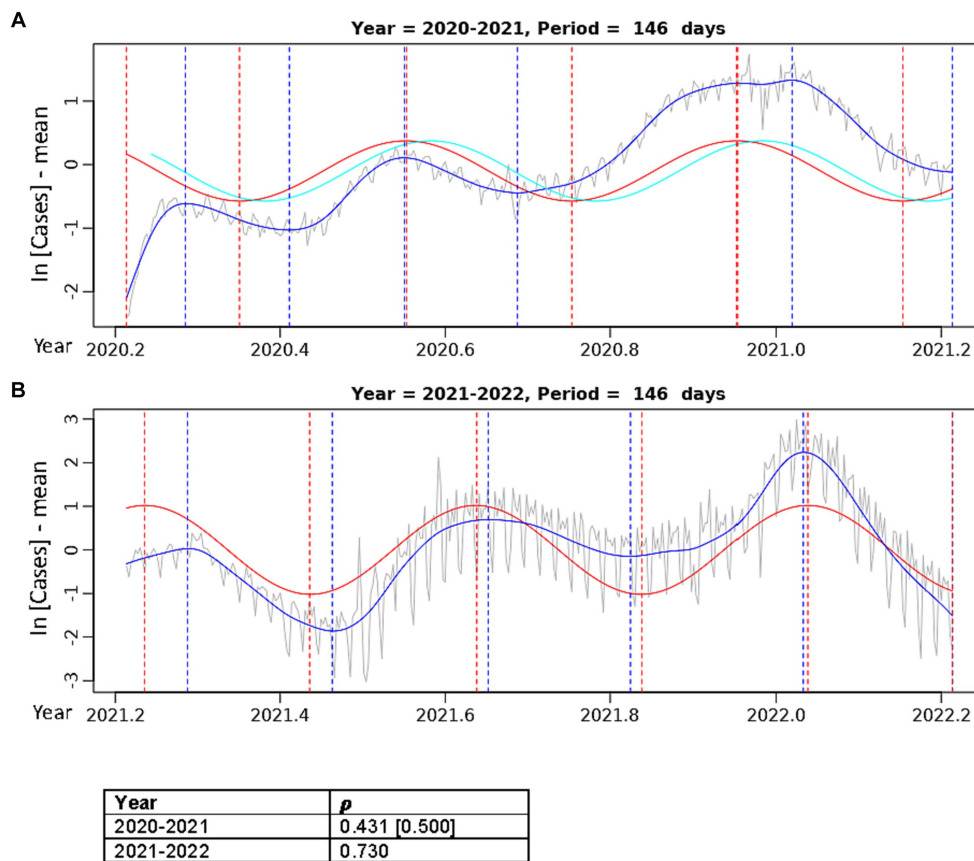 A
Year = 2020-2021, Period = 146 days
ln [Cases] - mean
1
0
-1
-2
Year
2020.2 2020.4 2020.6 2020.8 2021.0 2021.2
B
Year = 2021-2022, Period = 146 days
ln [Cases] - mean
3
2
1
0
-1
-2
-3
Year
2021.2 2021.4 2021.6 2021.8 2022.0 2022.2
Year ρ
2020-2021 0.431 [0.500]
2021-2022 0.730